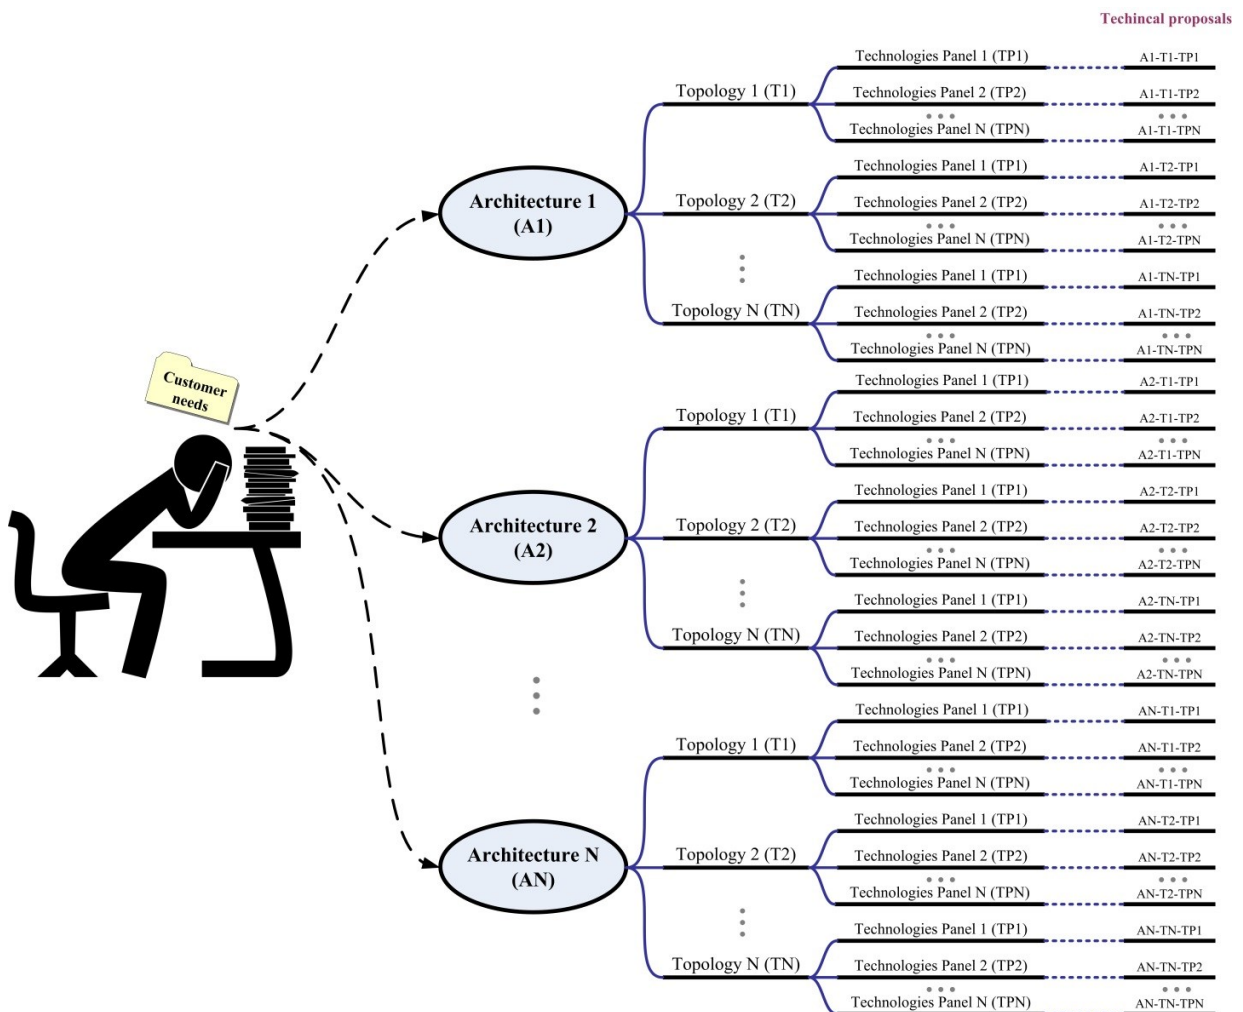 Techincal proposals
Customer
needs
Architecture 1
(A1)
Topology 1 (T1)
Technologies Panel 1 (TP1) A1-T1-TP1
Technologies Panel 2 (TP2) A1-T1-TP2
Technologies Panel N (TPN) A1-T1-TPN
Topology 2 (T2)
Technologies Panel 1 (TP1) A1-T2-TP1
Technologies Panel 2 (TP2) A1-T2-TP2
Technologies Panel N (TPN) A1-T2-TPN
Topology N (TN)
Technologies Panel 1 (TP1) A1-TN-TP1
Technologies Panel 2 (TP2) A1-TN-TP2
Technologies Panel N (TPN) A1-TN-TPN
Architecture 2
(A2)
Topology 1 (T1)
Technologies Panel 1 (TP1) A2-T1-TP1
Technologies Panel 2 (TP2) A2-T1-TP2
Technologies Panel N (TPN) A2-T1-TPN
Topology 2 (T2)
Technologies Panel 1 (TP1) A2-T2-TP1
Technologies Panel 2 (TP2) A2-T2-TP2
Technologies Panel N (TPN) A2-T2-TPN
Topology N (TN)
Technologies Panel 1 (TP1) A2-TN-TP1
Technologies Panel 2 (TP2) A2-TN-TP2
Technologies Panel N (TPN) A2-TN-TPN
Architecture N
(AN)
Topology 1 (T1)
Technologies Panel 1 (TP1) AN-T1-TP1
Technologies Panel 2 (TP2) AN-T1-TP2
Technologies Panel N (TPN) AN-T1-TPN
Topology 2 (T2)
Technologies Panel 1 (TP1) AN-T2-TP1
Technologies Panel 2 (TP2) AN-T2-TP2
Technologies Panel N (TPN) AN-T2-TPN
Topology N (TN)
Technologies Panel 1 (TP1) AN-TN-TP1
Technologies Panel 2 (TP2) AN-TN-TP2
Technologies Panel N (TPN) AN-TN-TPN